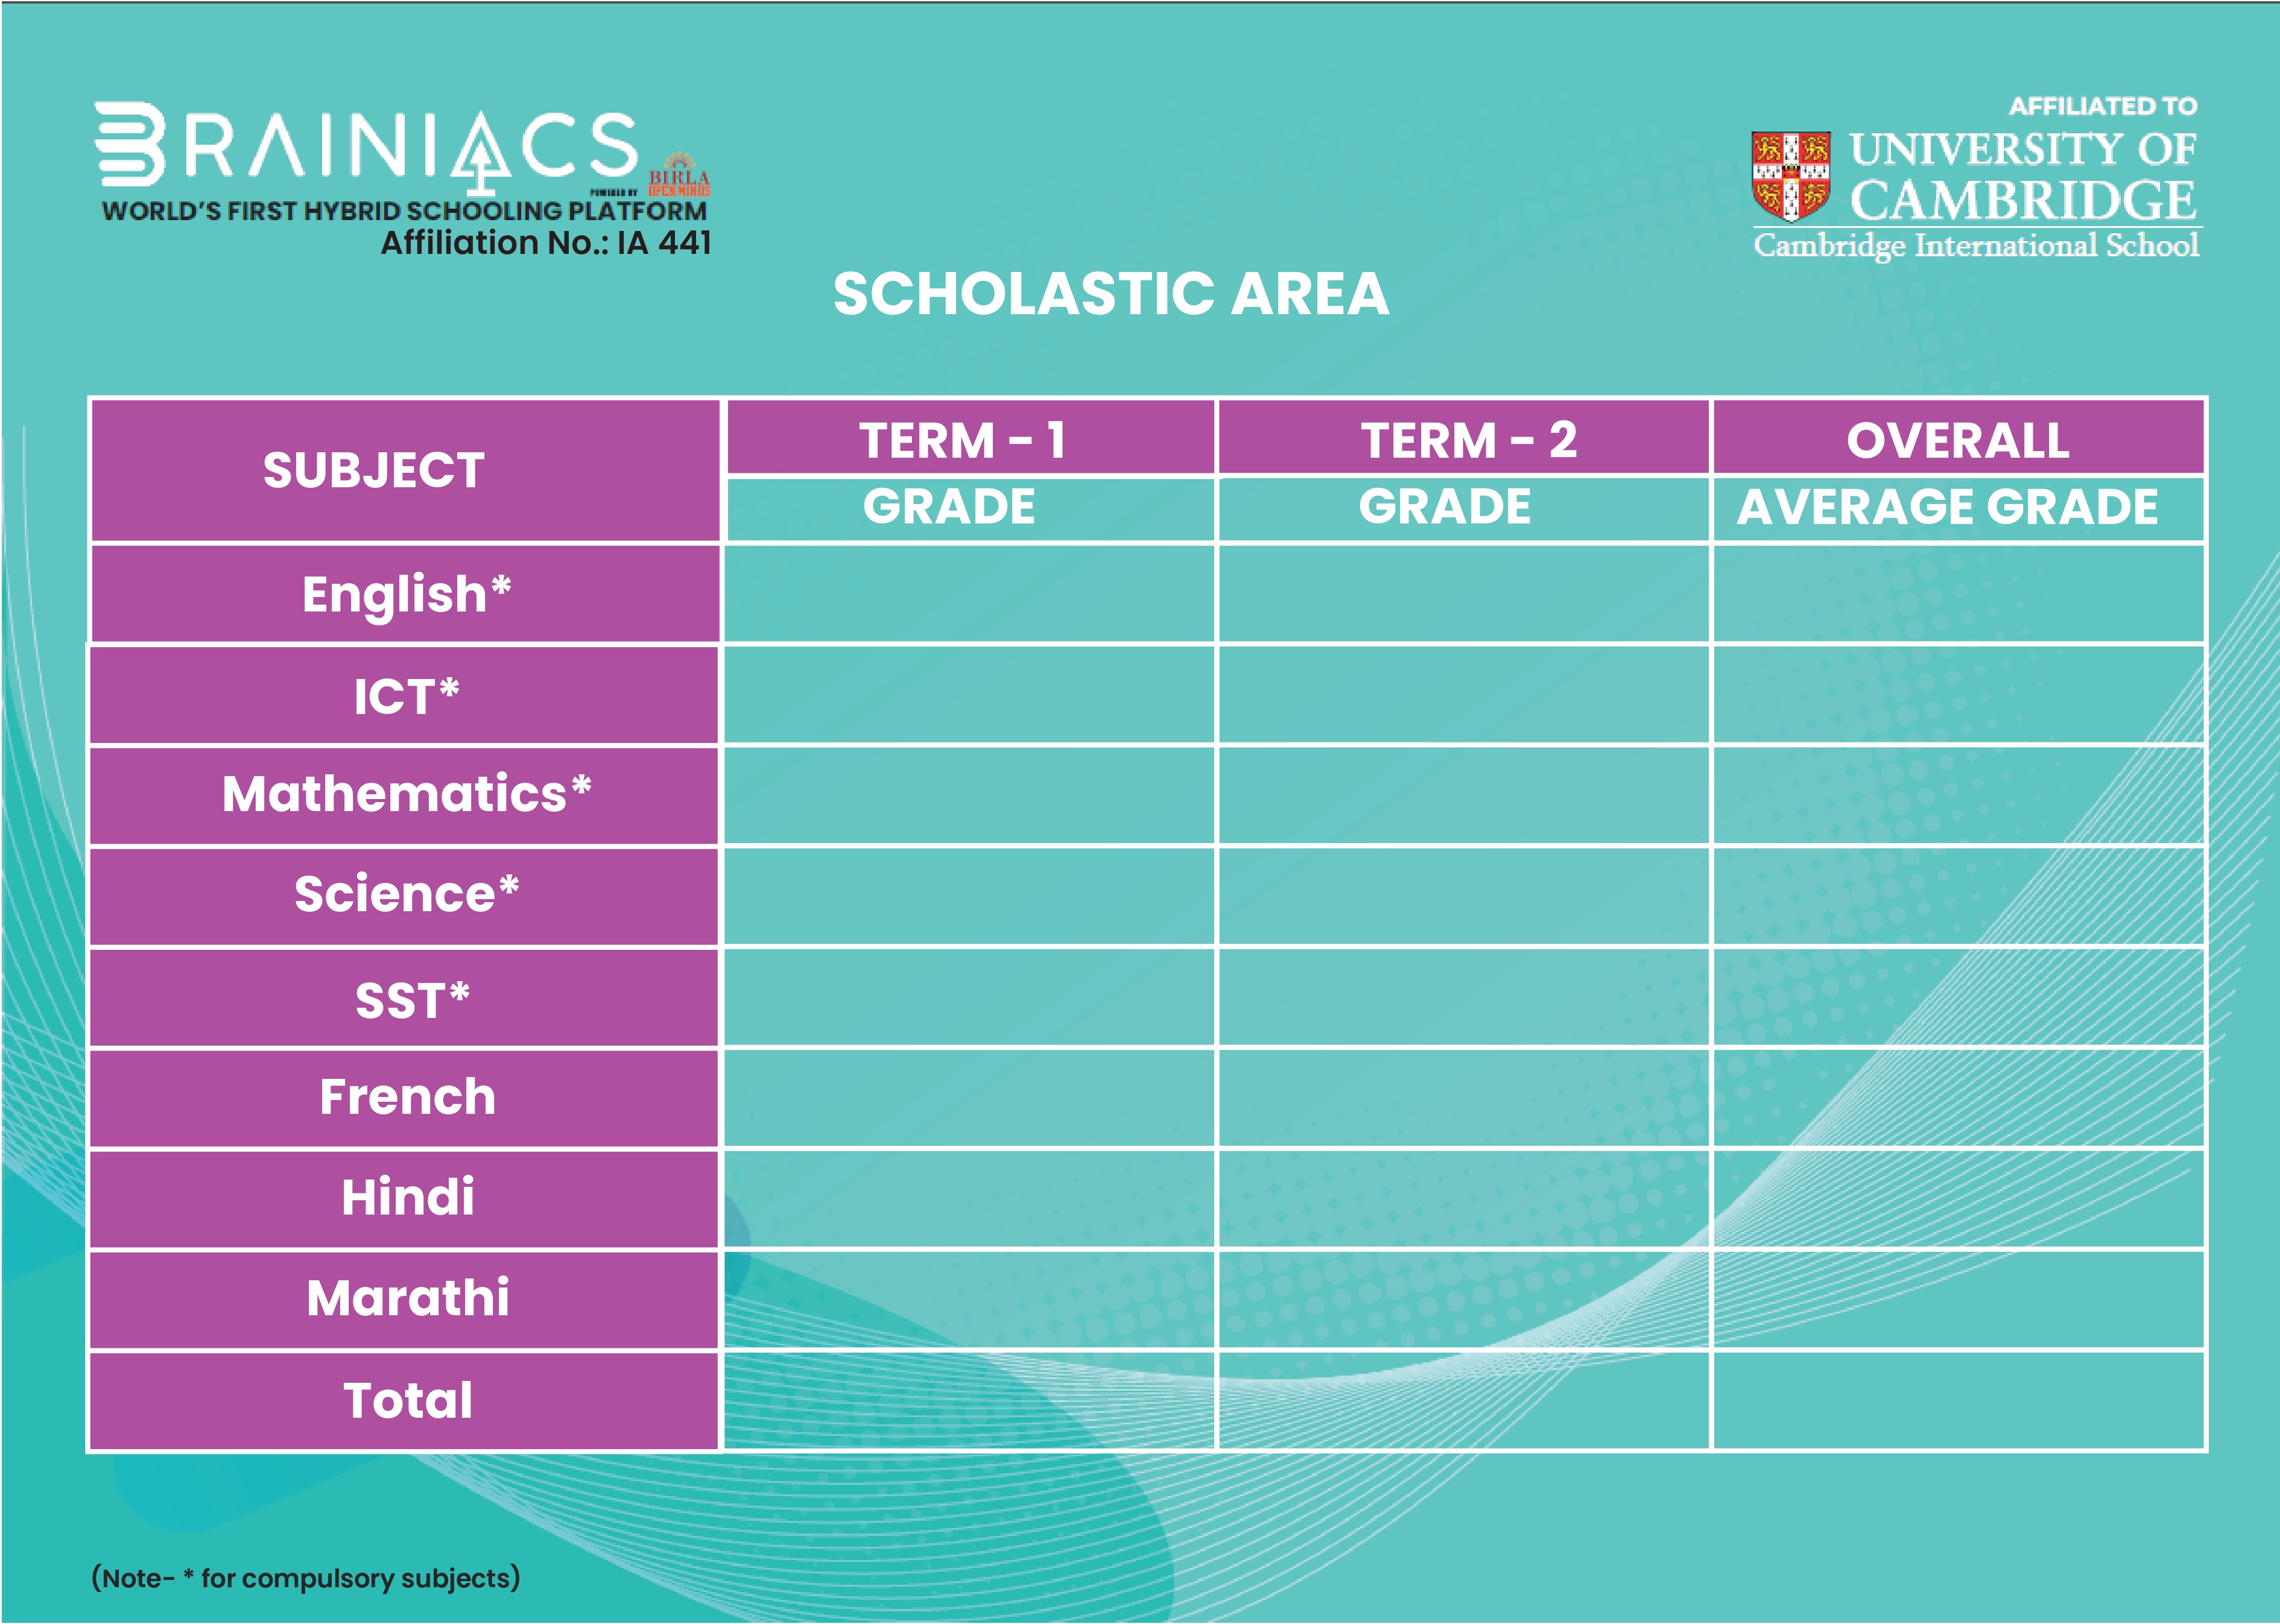 BRAINIACS
POWERED BY BIRLA OPEN MINDS
WORLD'S FIRST HYBRID SCHOOLING PLATFORM
Affiliation No.: IA 441
AFFILIATED TO
UNIVERSITY OF
CAMBRIDGE
Cambridge International School
SCHOLASTIC AREA
SUBJECT TERM - 1 TERM - 2 OVERALL
GRADE GRADE AVERAGE GRADE
English*
ICT*
Mathematics*
Science*
SST*
French
Hindi
Marathi
Total
(Note- * for compulsory subjects)